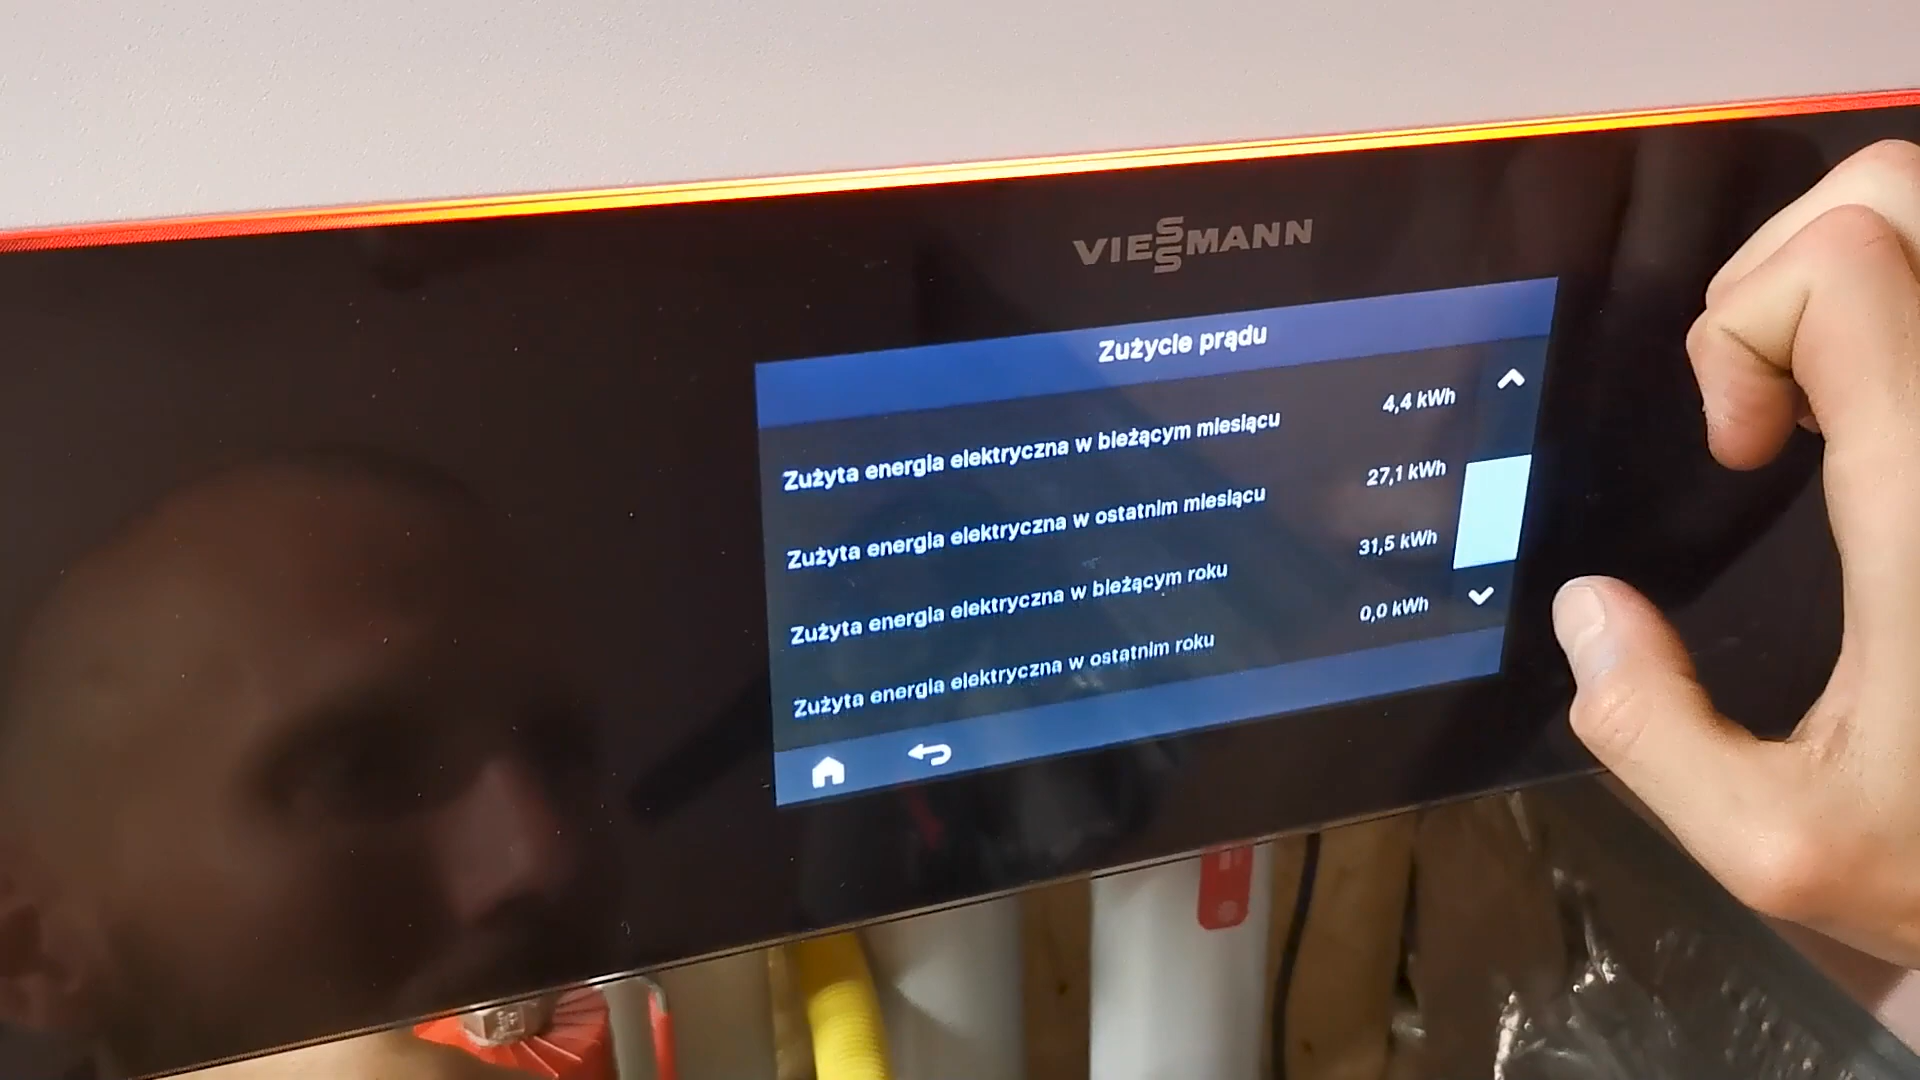 VIESSMANN
Zużycie prądu
Zużyta energia elektryczna w bieżącym miesiącu 4,4 kWh
Zużyta energia elektryczna w ostatnim miesiącu 27,1 kWh
Zużyta energia elektryczna w bieżącym roku 31,5 kWh
Zużyta energia elektryczna w ostatnim roku 0,0 kWh